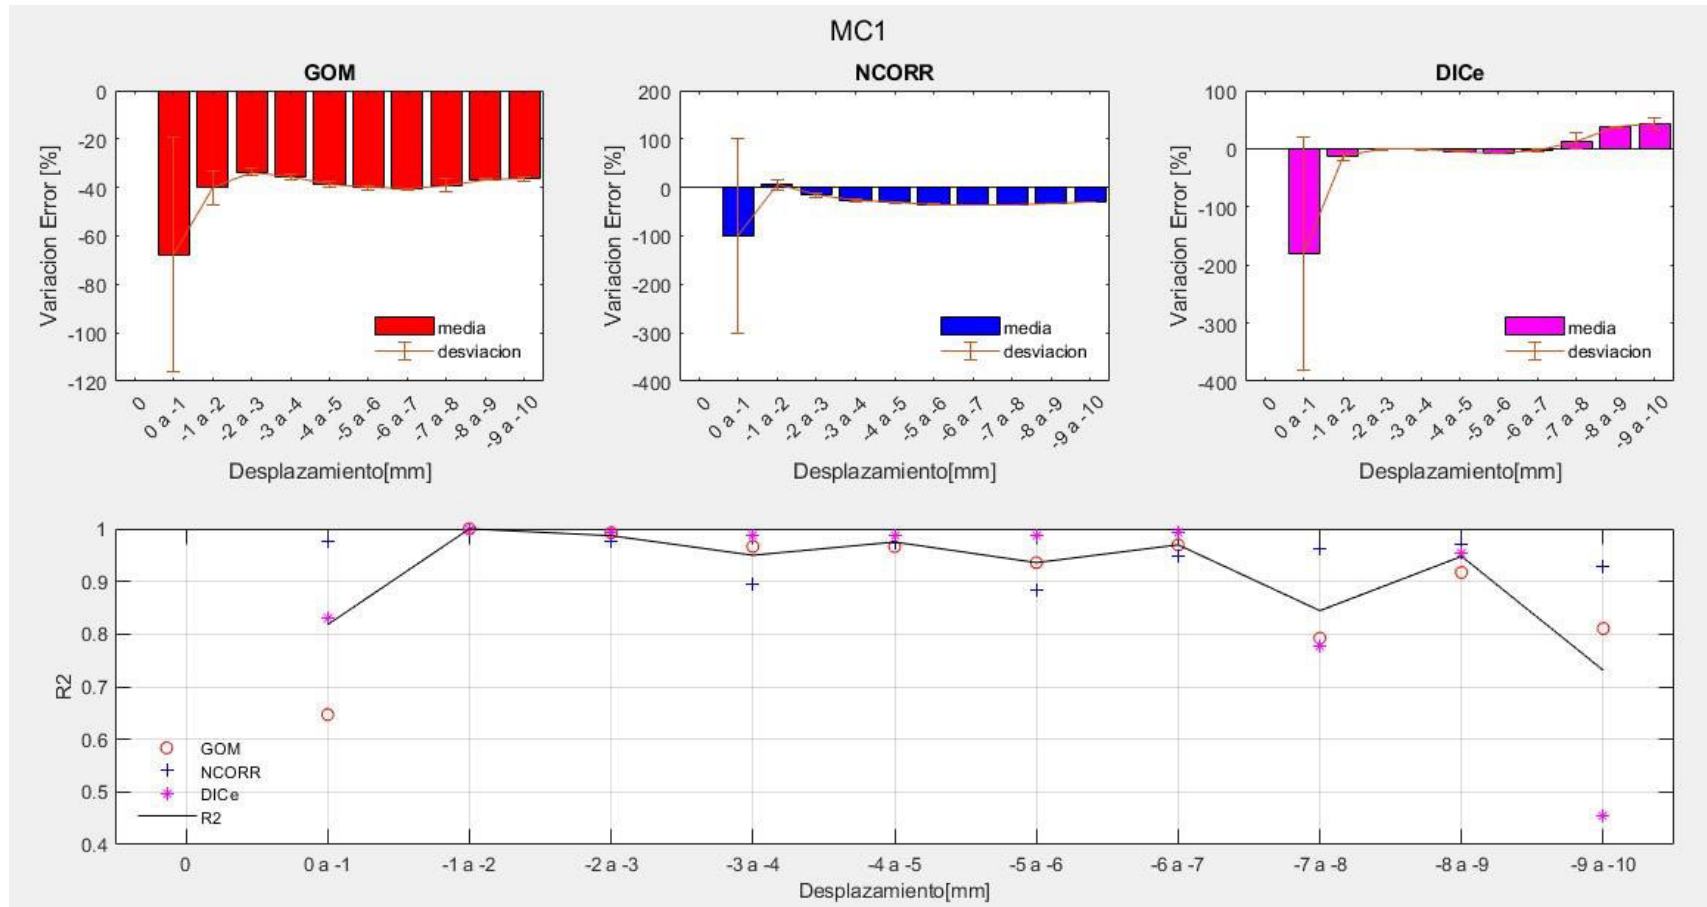 MC1
GOM
0
-20
-40
-60
-80
-100
-120
Variacion Error [%]
media
desviacion
0
0 a -1
-1 a -2
-2 a -3
-3 a -4
-4 a -5
-5 a -6
-6 a -7
-7 a -8
-8 a -9
-9 a -10
Desplazamiento[mm]
NCORR
200
100
0
-100
-200
-300
-400
Variacion Error [%]
media
desviacion
0
0 a -1
-1 a -2
-2 a -3
-3 a -4
-4 a -5
-5 a -6
-6 a -7
-7 a -8
-8 a -9
-9 a -10
Desplazamiento[mm]
DICe
100
0
-100
-200
-300
-400
Variacion Error [%]
media
desviacion
0
0 a -1
-1 a -2
-2 a -3
-3 a -4
-4 a -5
-5 a -6
-6 a -7
-7 a -8
-8 a -9
-9 a -10
Desplazamiento[mm]
1
0.9
0.8
0.7
0.6
0.5
0.4
R2
GOM
NCORR
DICe
R2
0
0 a -1
-1 a -2
-2 a -3
-3 a -4
-4 a -5
-5 a -6
-6 a -7
-7 a -8
-8 a -9
-9 a -10
Desplazamiento[mm]